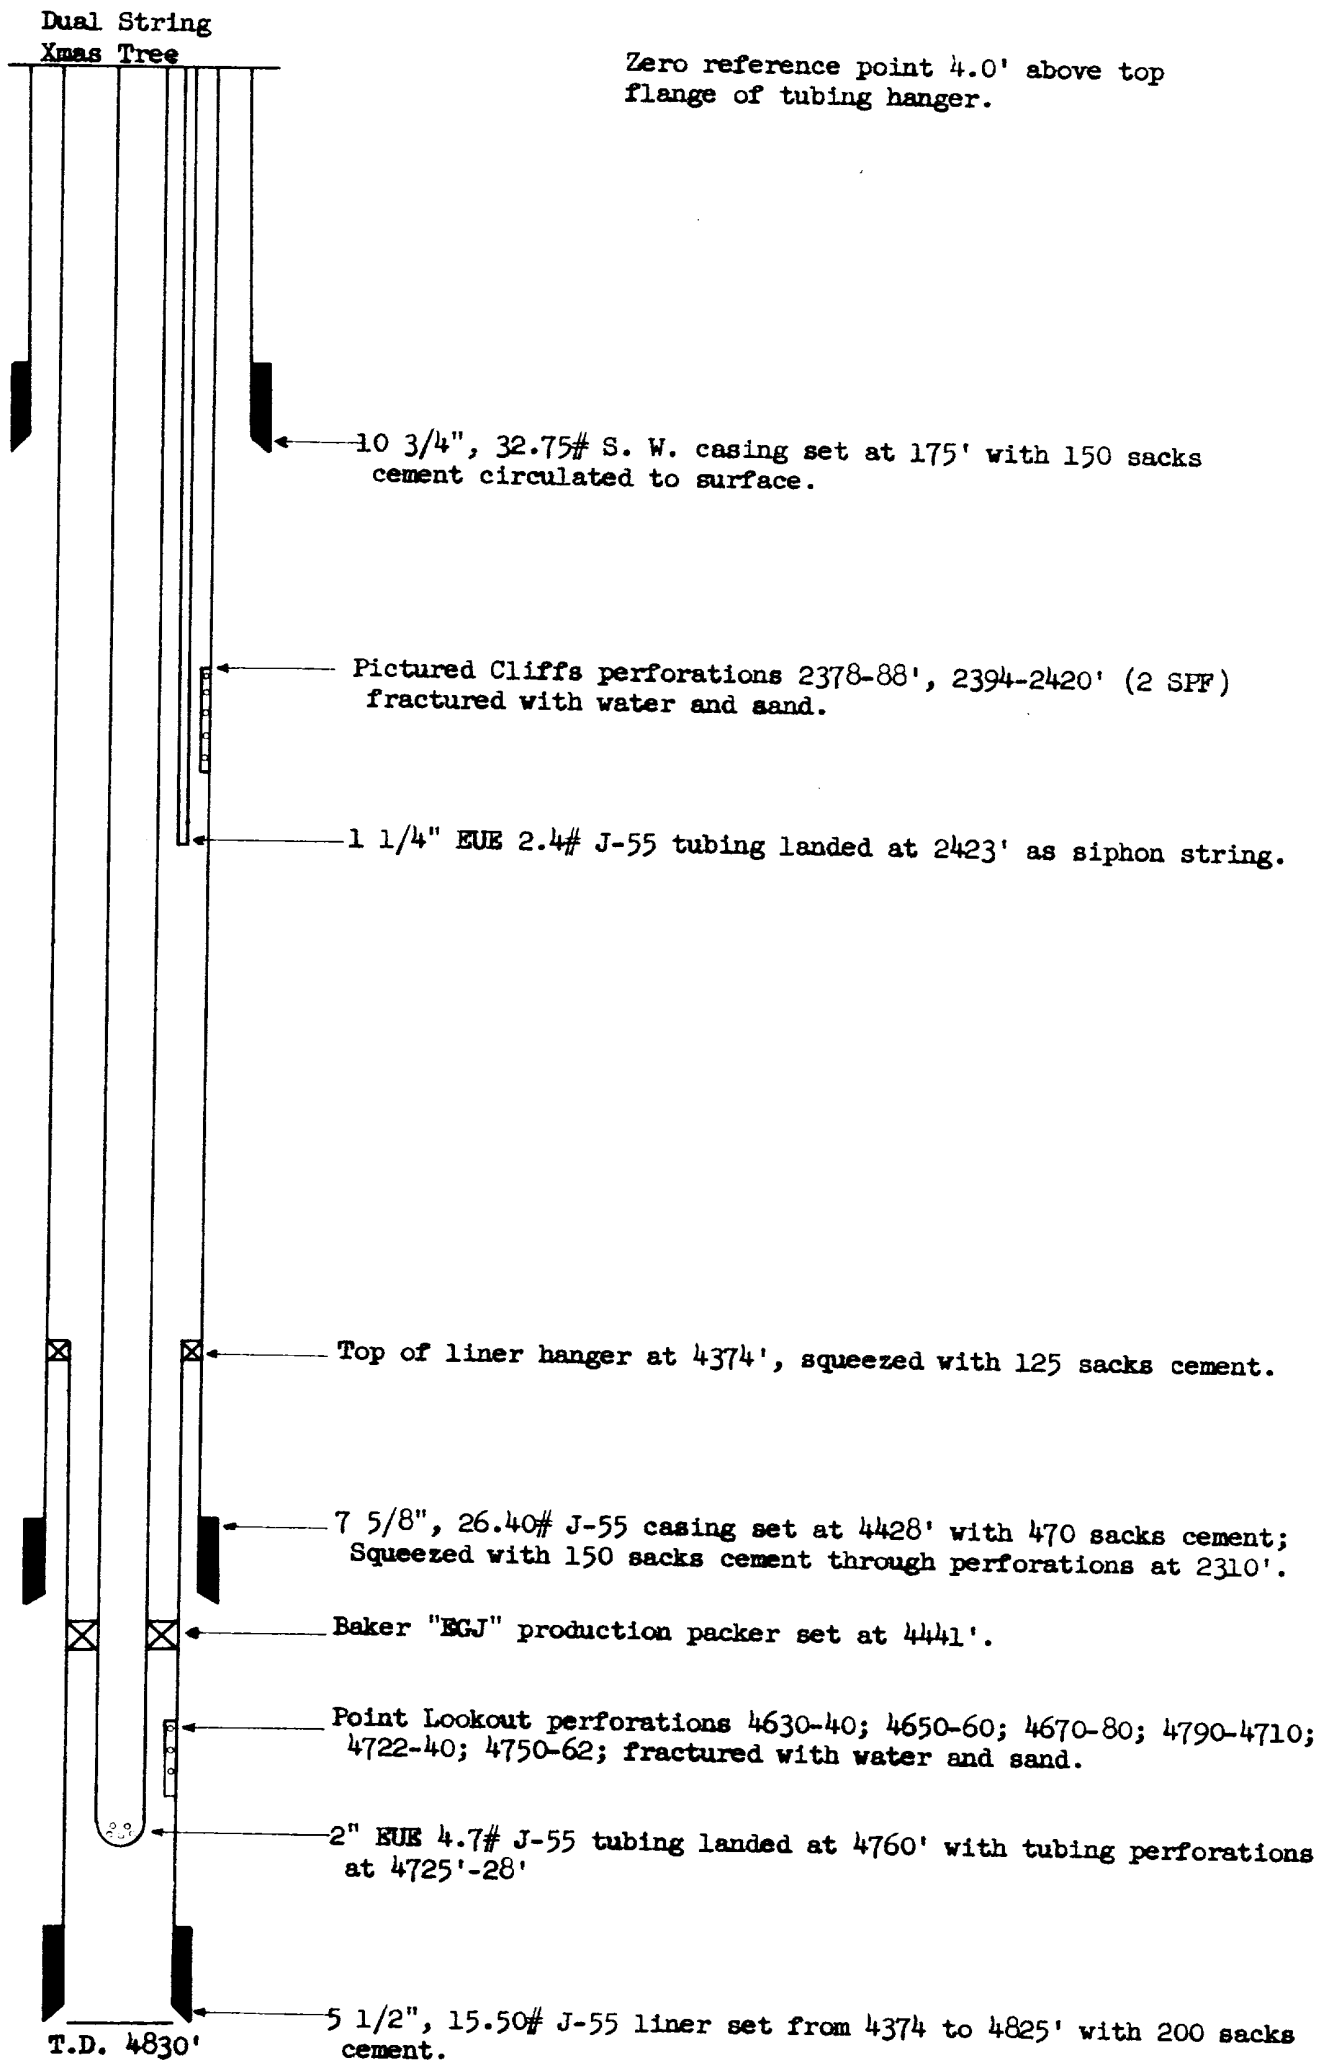 Dual String
Xmas Tree
Zero reference point 4.0' above top
flange of tubing hanger.
10 3/4", 32.75# S. W. casing set at 175' with 150 sacks
cement circulated to surface.
Pictured Cliffs perforations 2378-88', 2394-2420' (2 SPF)
fractured with water and sand.
1 1/4" EUE 2.4# J-55 tubing landed at 2423' as siphon string.
Top of liner hanger at 4374', squeezed with 125 sacks cement.
7 5/8", 26.40# J-55 casing set at 4428' with 470 sacks cement;
Squeezed with 150 sacks cement through perforations at 2310'.
Baker "EGJ" production packer set at 4441'.
Point Lookout perforations 4630-40; 4650-60; 4670-80; 4790-4710;
4722-40; 4750-62; fractured with water and sand.
2" EUE 4.7# J-55 tubing landed at 4760' with tubing perforations
at 4725'-28'
5 1/2", 15.50# J-55 liner set from 4374 to 4825' with 200 sacks
cement.
T.D. 4830'